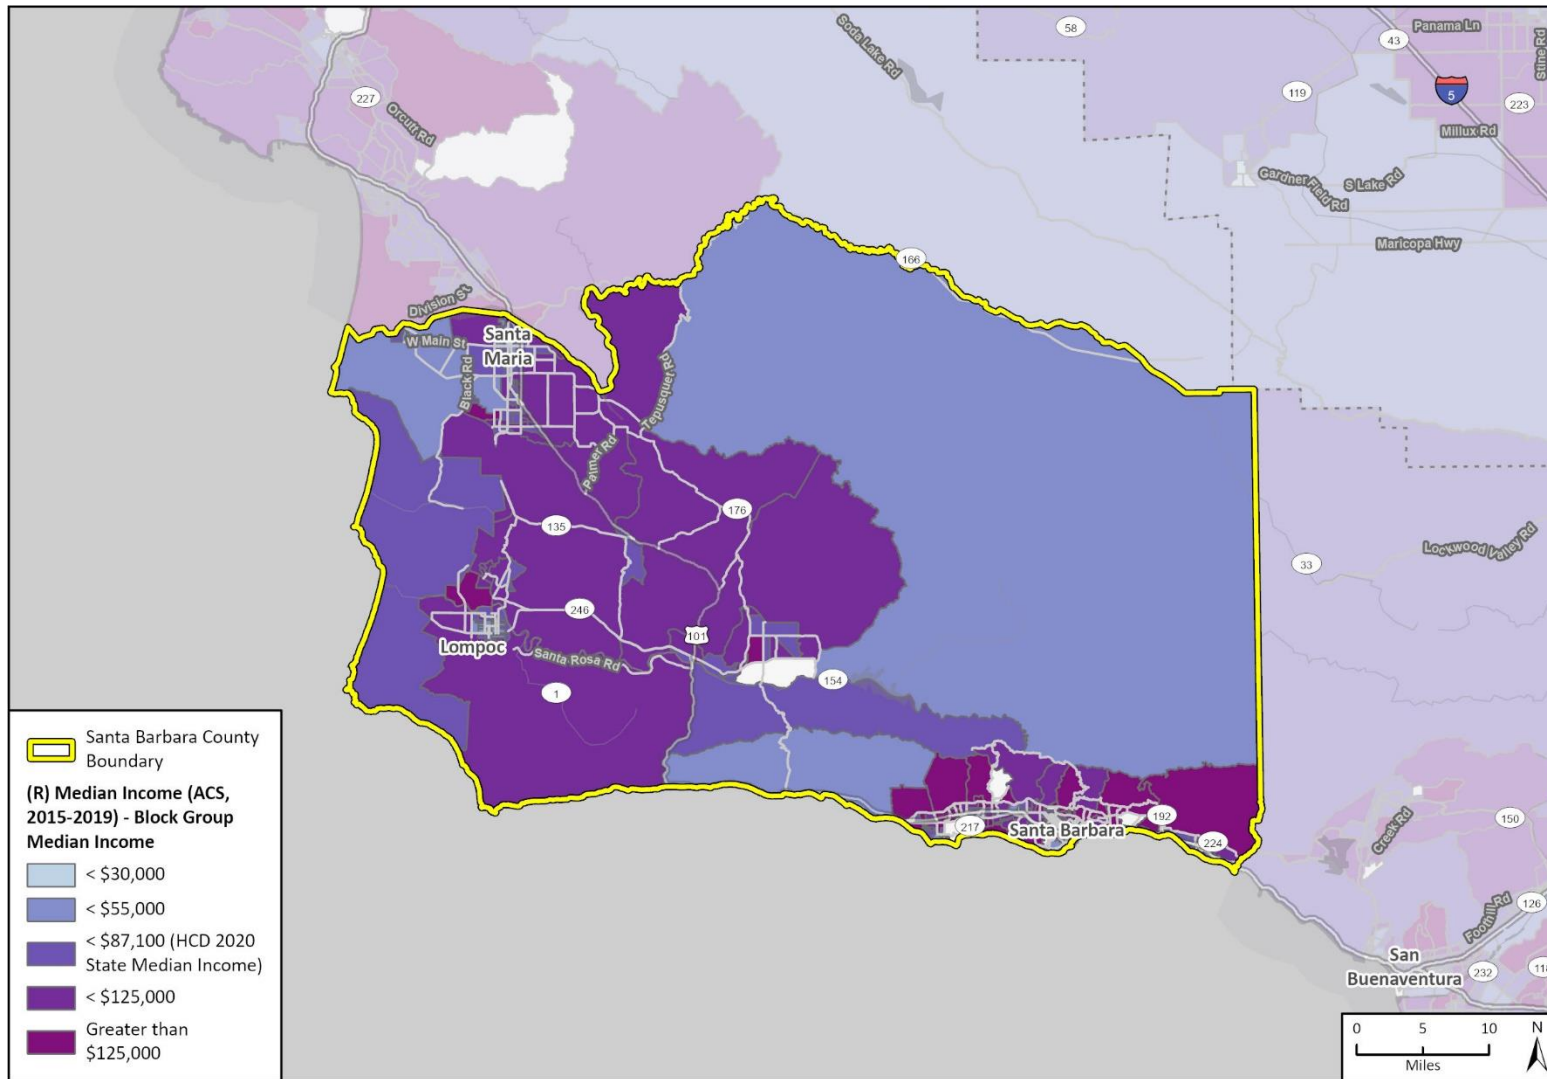 58
43
Panama Ln
Stine Rd
Soda Lake Rd
5
119
223
227
Orcutt Rd
Millux Rd
Gardner Field Rd
S Lake Rd
Maricopa Hwy
166
Division St
Santa
Maria
W Main St
Black Rd
Tepusquet Rd
Palmer Rd
176
135
33
Lockwood Valley Rd
246
101
Lompoc
Santa Rosa Rd
154
1
217
Santa Barbara
192
224
150
Creek Rd
126
Foothill Rd
San
Buenaventura
232
118
Santa Barbara County
Boundary
(R) Median Income (ACS,
2015-2019) - Block Group
Median Income
< $30,000
< $55,000
< $87,100 (HCD 2020
State Median Income)
< $125,000
Greater than
$125,000
0 5 10
Miles
N